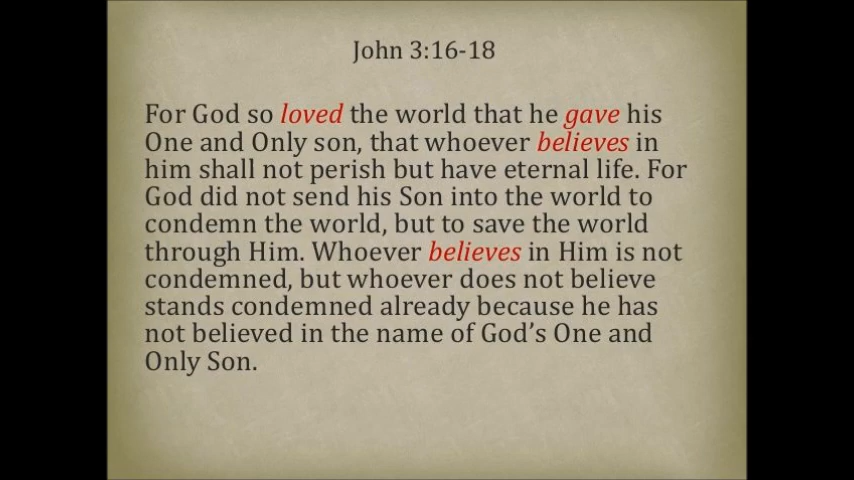 John 3:16-18
For God so loved the world that he gave his
One and Only son, that whoever believes in
him shall not perish but have eternal life. For
God did not send his Son into the world to
condemn the world, but to save the world
through Him. Whoever believes in Him is not
condemned, but whoever does not believe
stands condemned already because he has
not believed in the name of God’s One and
Only Son.